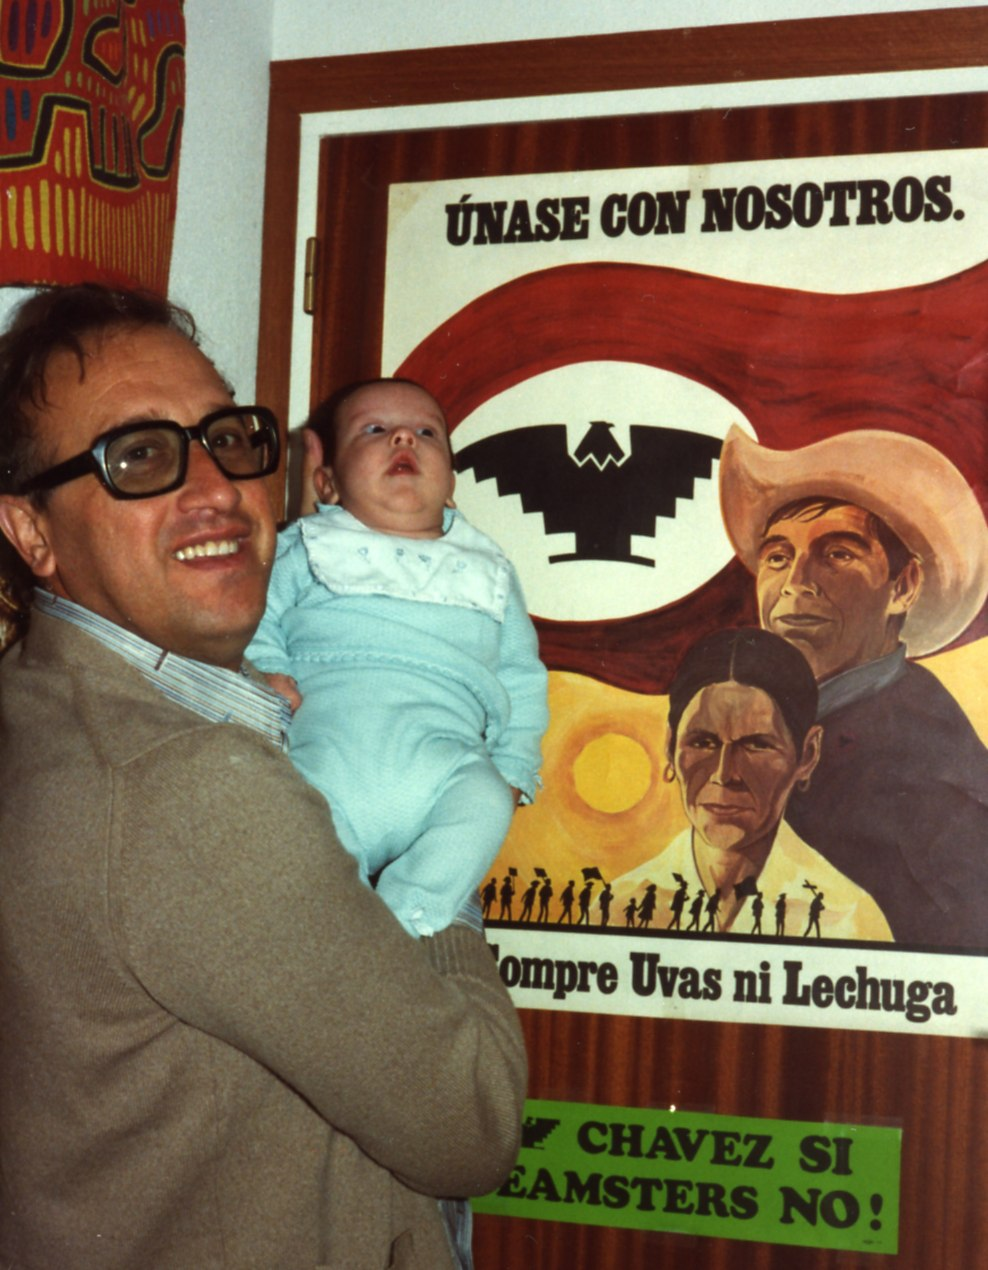 ÚNASE CON NOSOTROS.
ompre Uvas ni Lechuga
CHAVEZ SI
EAMSTERS NO!